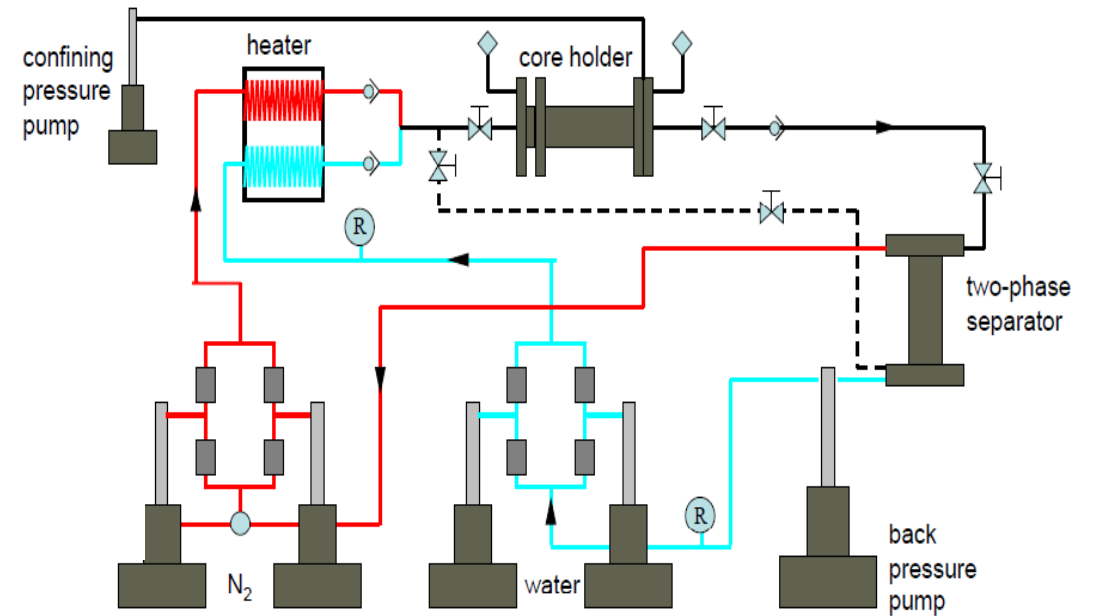 confining
pressure
pump
heater
core holder
R
two-phase
separator
R
N2
water
back
pressure
pump